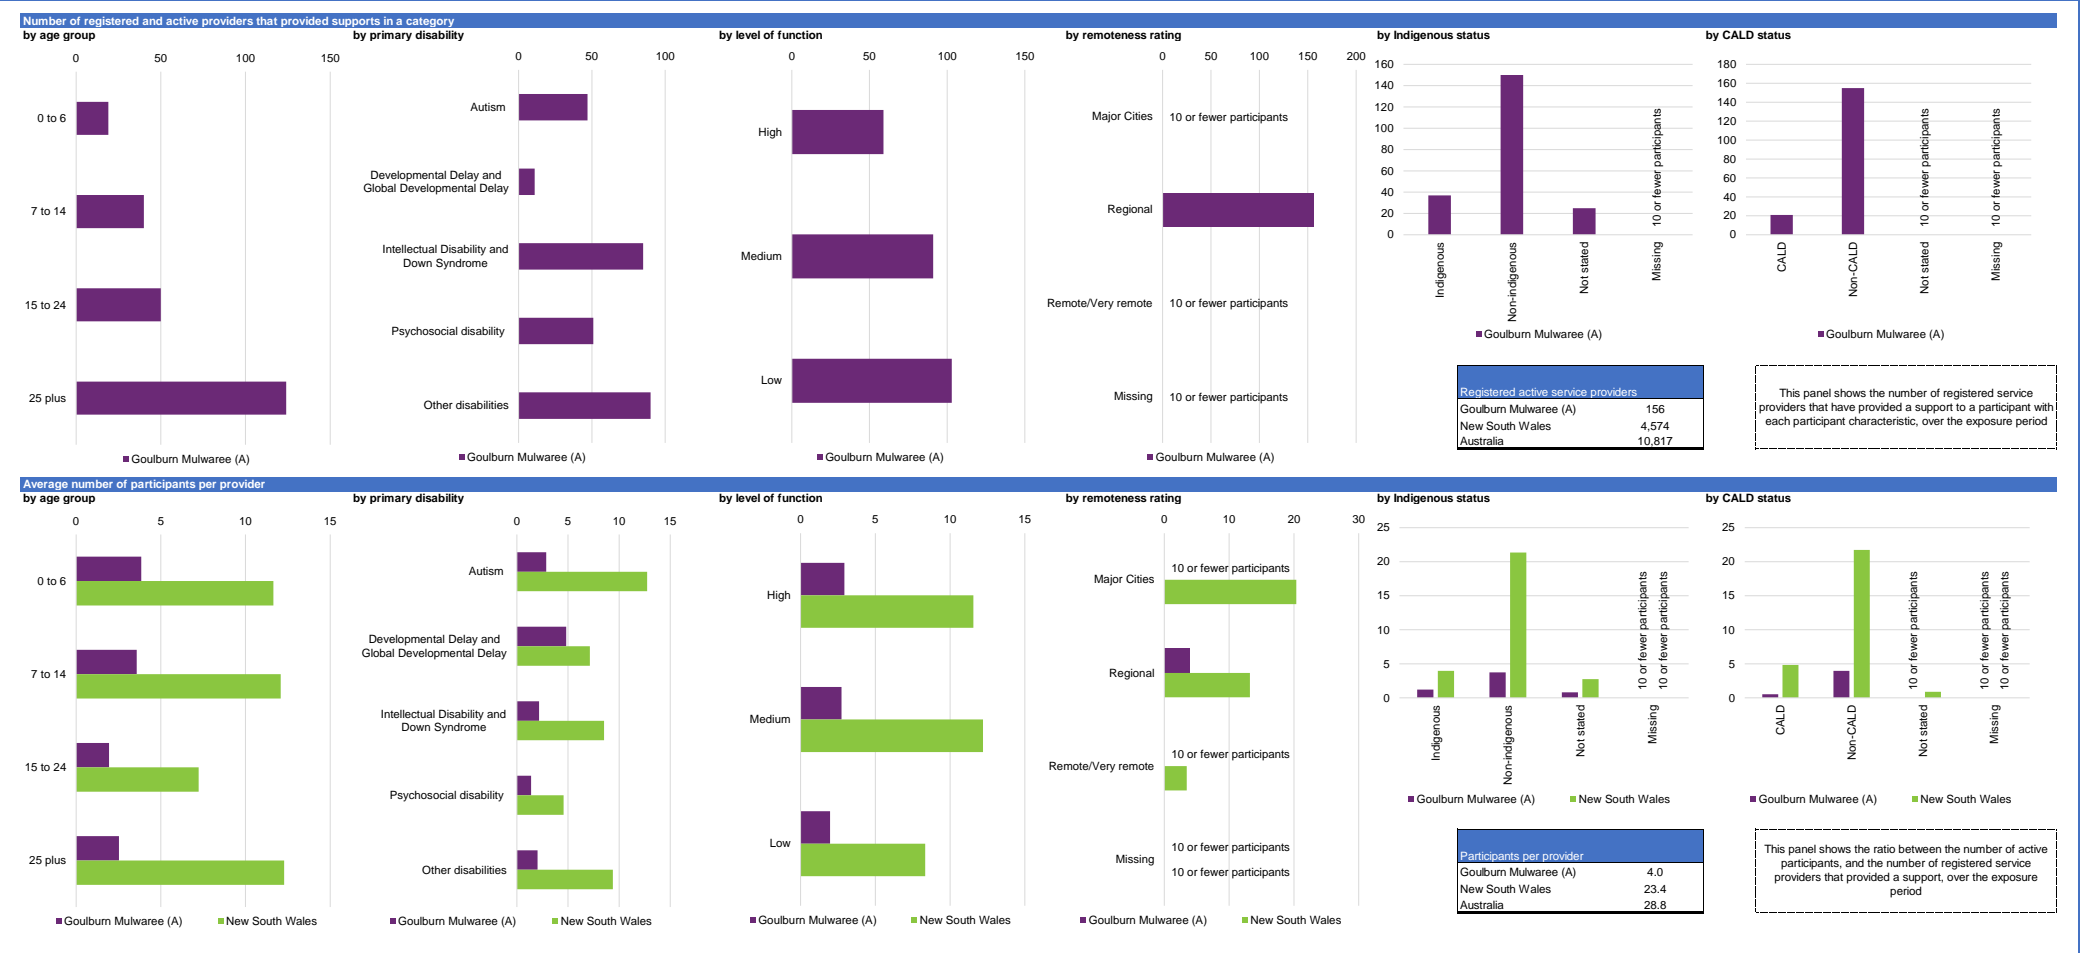 Number of registered and active providers that provided supports in a category
by age group
0
50
100
150
0 to 6
7 to 14
15 to 24
25 plus
Goulburn Mulwaree (A)
by primary disability
0
50
100
Autism
Developmental Delay and
Global Developmental Delay
Intellectual Disability and
Down Syndrome
Psychosocial disability
Other disabilities
Goulburn Mulwaree (A)
by level of function
0
50
100
150
High
Medium
Low
Goulburn Mulwaree (A)
by remoteness rating
0
50
100
150
200
Major Cities
10 or fewer participants
Regional
Remote/Very remote
10 or fewer participants
Missing
10 or fewer participants
Goulburn Mulwaree (A)
by Indigenous status
160
140
120
100
80
60
40
20
0
10 or fewer participants
Indigenous
Non-indigenous
Not stated
Missing
Goulburn Mulwaree (A)
by CALD status
180
160
140
120
100
80
60
40
20
0
10 or fewer participants
10 or fewer participants
CALD
Non-CALD
Not stated
Missing
Goulburn Mulwaree (A)
Registered active service providers
Goulburn Mulwaree (A) 156
New South Wales 4,574
Australia 10,817
This panel shows the number of registered service
providers that have provided a support to a participant with
each participant characteristic, over the exposure period
Average number of participants per provider
by age group
0
5
10
15
0 to 6
7 to 14
15 to 24
25 plus
Goulburn Mulwaree (A)
New South Wales
by primary disability
0
5
10
15
Autism
Developmental Delay and
Global Developmental Delay
Intellectual Disability and
Down Syndrome
Psychosocial disability
Other disabilities
Goulburn Mulwaree (A)
New South Wales
by level of function
0
5
10
15
High
Medium
Low
Goulburn Mulwaree (A)
New South Wales
by remoteness rating
0
10
20
30
Major Cities
10 or fewer participants
Regional
Remote/Very remote
10 or fewer participants
Missing
10 or fewer participants
10 or fewer participants
Goulburn Mulwaree (A)
New South Wales
by Indigenous status
25
20
15
10
5
0
10 or fewer participants
10 or fewer participants
Indigenous
Non-indigenous
Not stated
Missing
Goulburn Mulwaree (A)
New South Wales
by CALD status
25
20
15
10
5
0
10 or fewer participants
10 or fewer participants
10 or fewer participants
CALD
Non-CALD
Not stated
Missing
Goulburn Mulwaree (A)
New South Wales
Participants per provider
Goulburn Mulwaree (A) 4.0
New South Wales 23.4
Australia 28.8
This panel shows the ratio between the number of active
participants, and the number of registered service
providers that provided a support, over the exposure
period